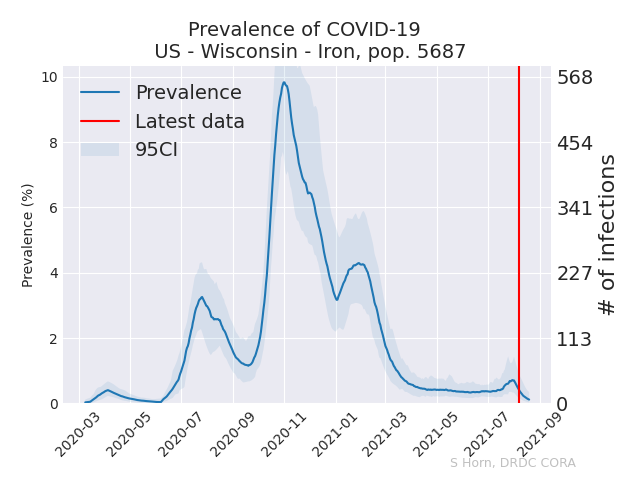 Prevalence of COVID-19
US - Wisconsin - Iron, pop. 5687
Prevalence
Latest data
95CI
Prevalence (%)
10
8
6
4
2
0
568
454
341
227
113
0
# of infections
2020-03
2020-05
2020-07
2020-09
2020-11
2021-01
2021-03
2021-05
2021-07
2021-09
S Horn, DRDC CORA